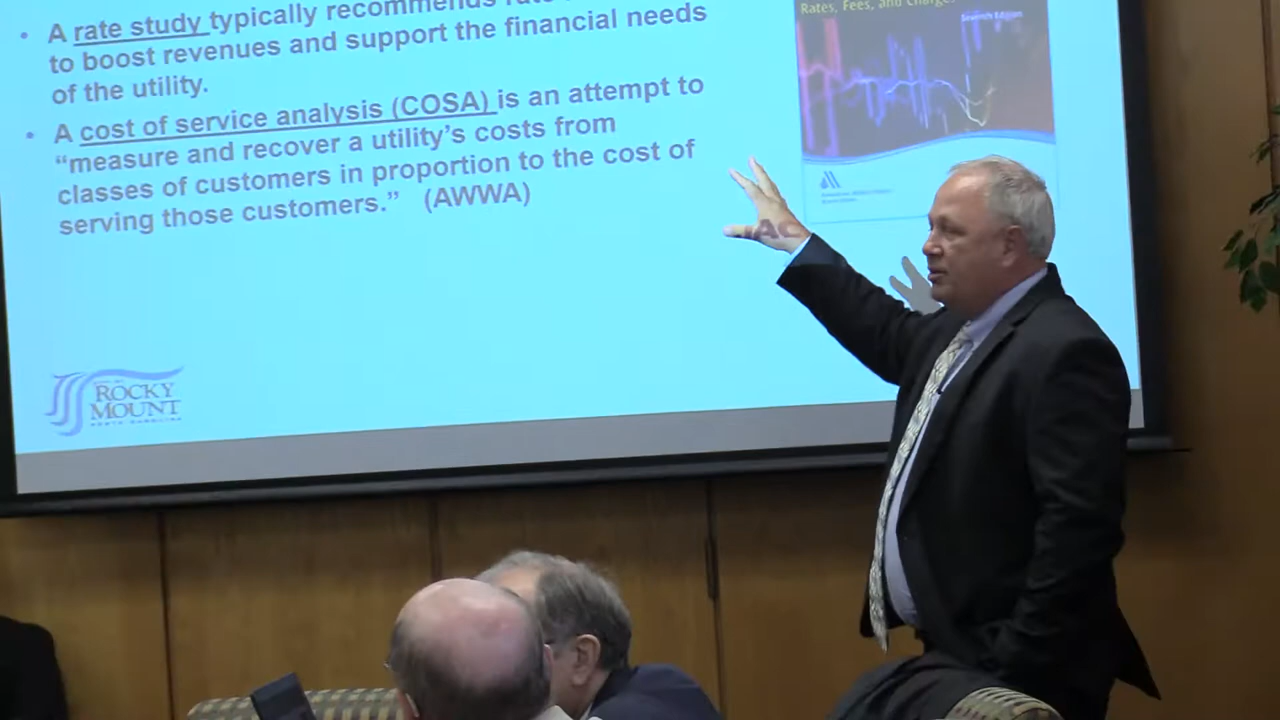 A rate study typically recommends
to boost revenues and support the financial needs
of the utility.
A cost of service analysis (COSA) is an attempt to
“measure and recover a utility’s costs from
classes of customers in proportion to the cost of
serving those customers.” (AWWA)
Rates, Fees, and Charges
Seventh Edition
ROCKY
MOUNT
NORTH CAROLINA